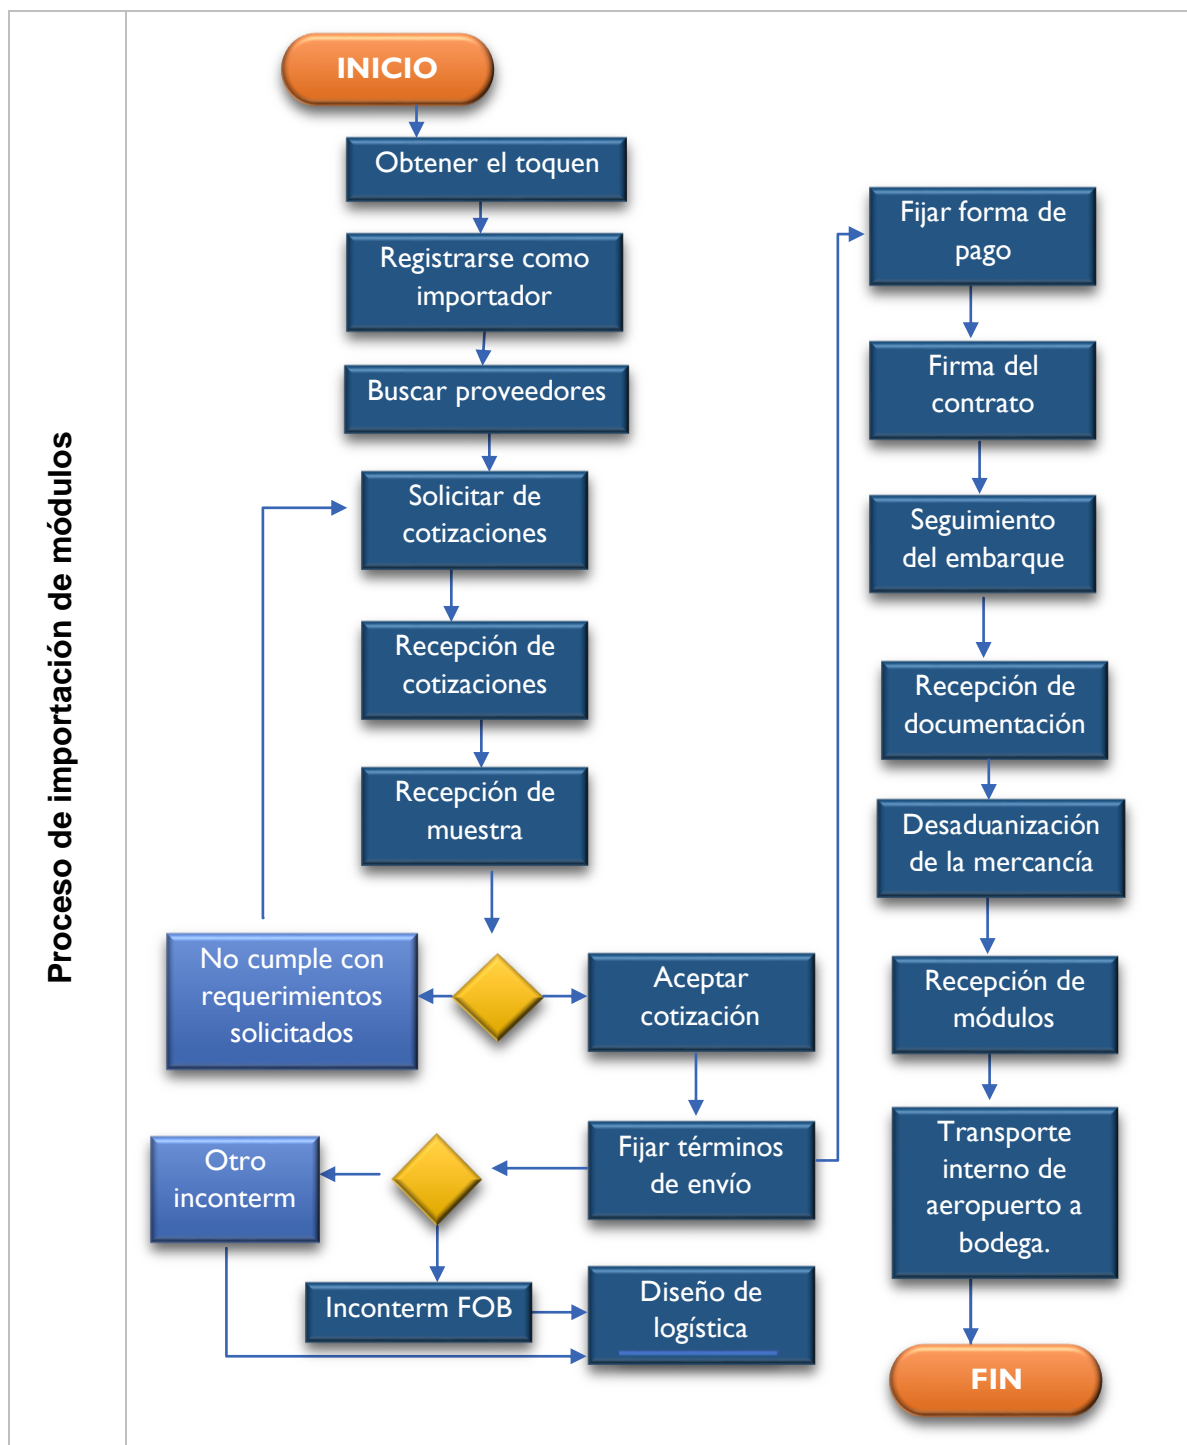 Proceso de importación de módulos
INICIO
Obtener el toquen
Registrarse como
importador
Buscar proveedores
Solicitar de
cotizaciones
Recepción de
cotizaciones
Recepción de
muestra
No cumple con
requerimientos
solicitados
Aceptar
cotización
Fijar términos
de envío
Otro
inconterm
Inconterm FOB
Diseño de
logística
Fijar forma de
pago
Firma del
contrato
Seguimiento
del embarque
Recepción de
documentación
Desaduanización
de la mercancía
Recepción de
módulos
Transporte
interno de
aeropuerto a
bodega.
FIN